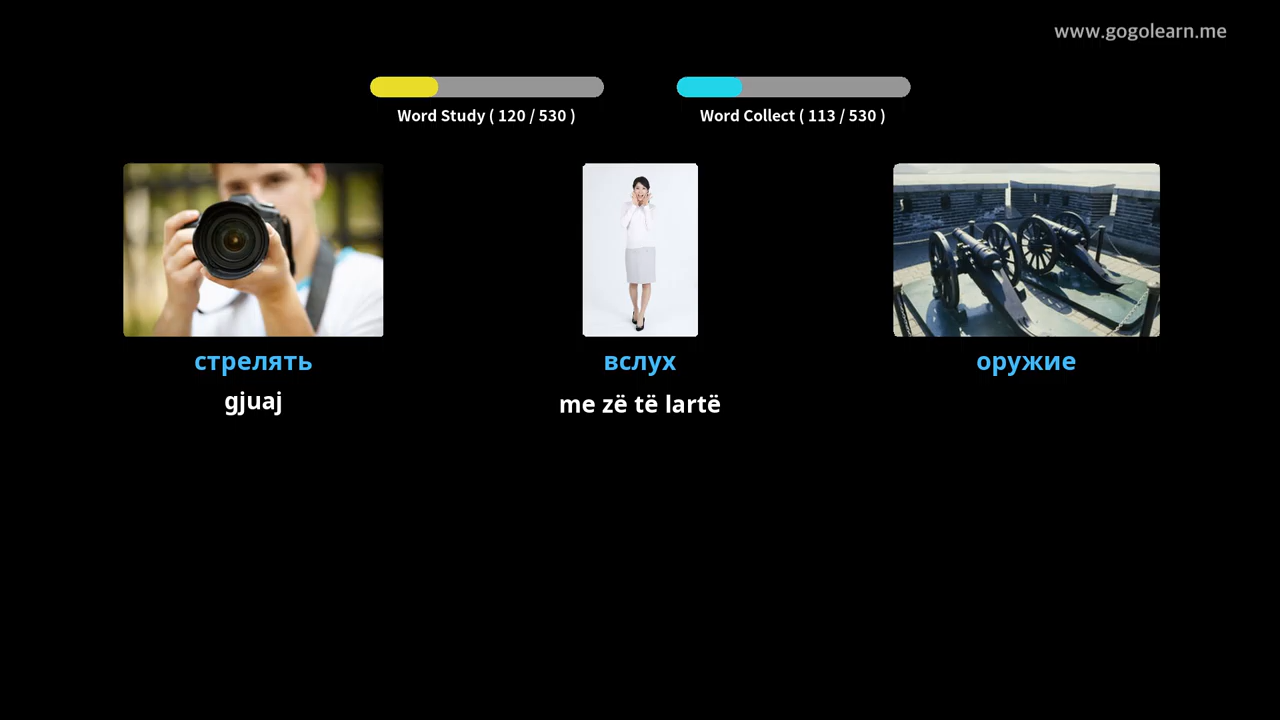 www.gogolearn.me
Word Study ( 120 / 530 )
Word Collect ( 113 / 530 )
стрелять
вслух
оружие
gjuaj
me zë të lartë